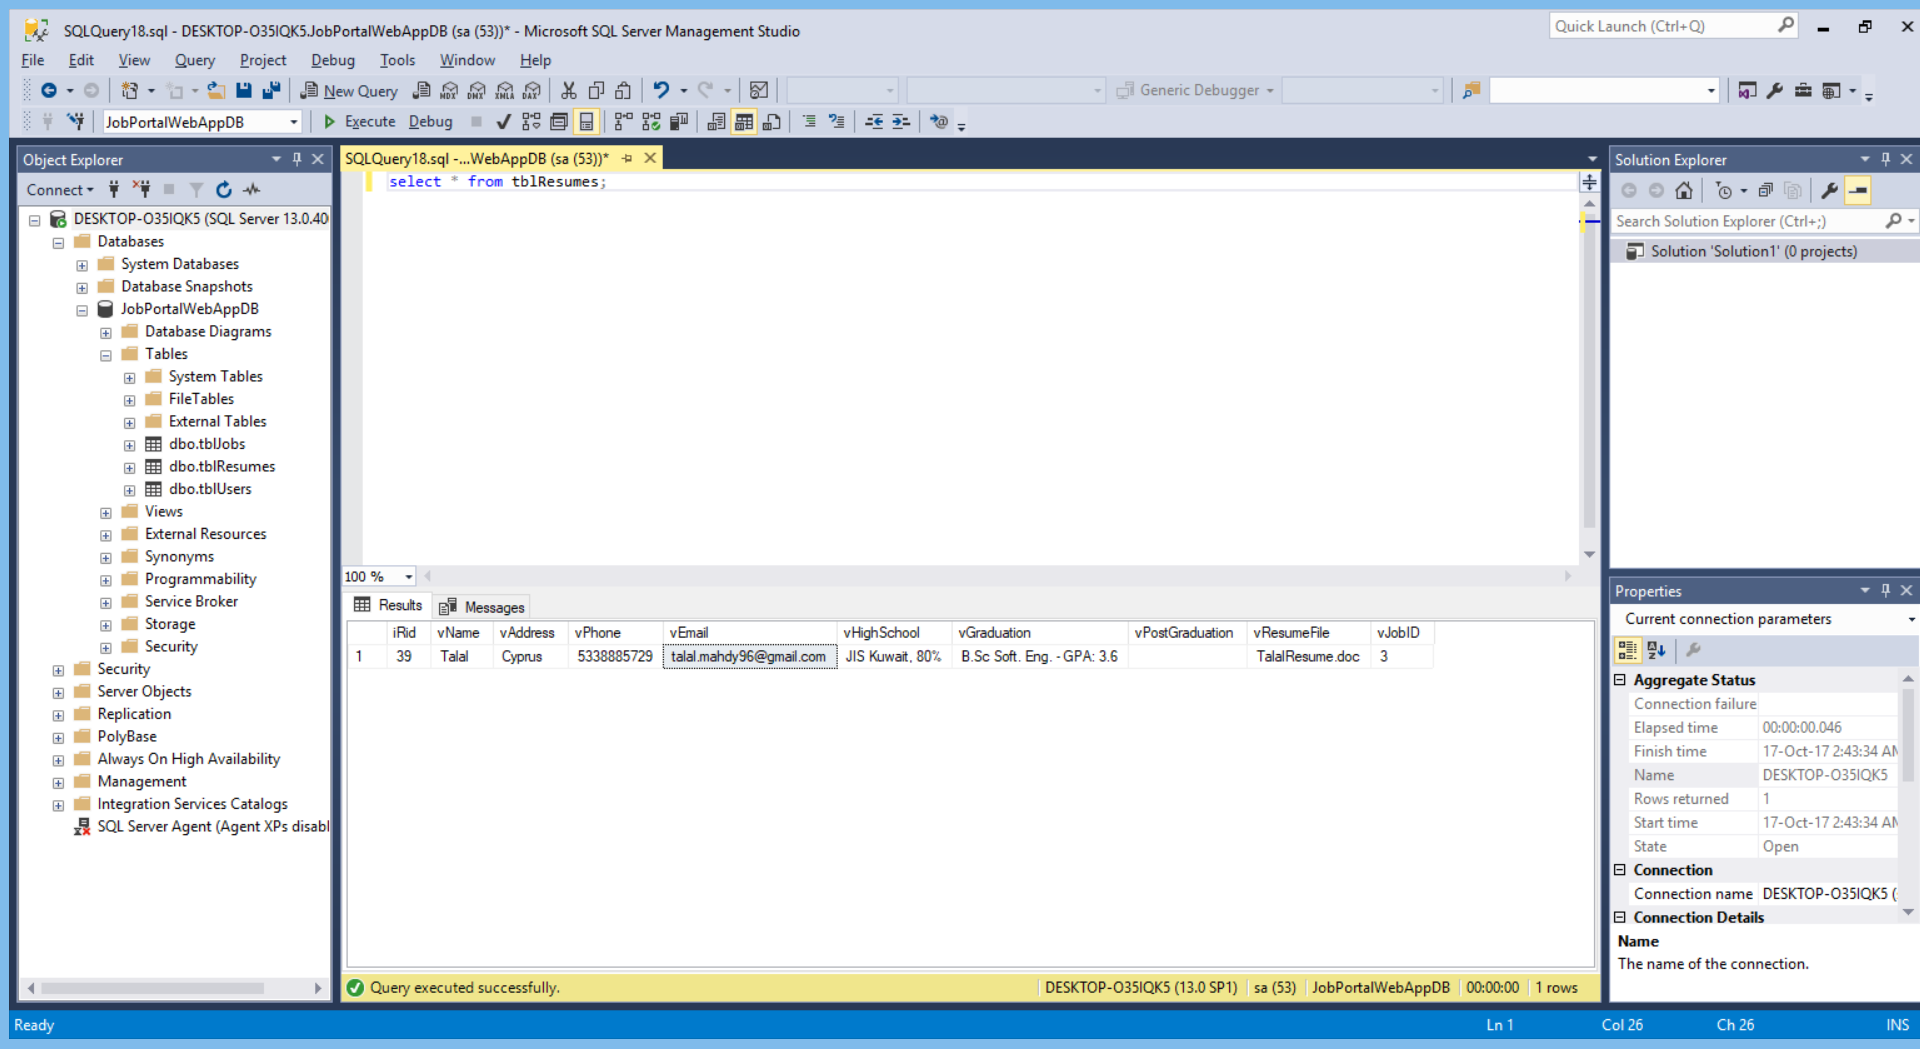 SQLQuery18.sql - DESKTOP-O35IQK5.JobPortalWebAppDB (sa (53))* - Microsoft SQL Server Management Studio
Quick Launch (Ctrl+Q)
File Edit View Query Project Debug Tools Window Help
New Query MDX DMX XMLA DAX Generic Debugger
JobPortalWebAppDB Execute Debug
Object Explorer
Connect
DESKTOP-O35IQK5 (SQL Server 13.0.40
Databases
System Databases
Database Snapshots
JobPortalWebAppDB
Database Diagrams
Tables
System Tables
FileTables
External Tables
dbo.tblJobs
dbo.tblResumes
dbo.tblUsers
Views
External Resources
Synonyms
Programmability
Service Broker
Storage
Security
Security
Server Objects
Replication
PolyBase
Always On High Availability
Management
Integration Services Catalogs
SQL Server Agent (Agent XPs disabl
SQLQuery18.sql -...WebAppDB (sa (53))*
select * from tblResumes;
100 %
Results Messages
iRid vName vAddress vPhone vEmail vHighSchool vGraduation vPostGraduation vResumeFile vJobID
1 39 Talal Cyprus 5338885729 talal.mahdy96@gmail.com JIS Kuwait, 80% B.Sc Soft. Eng. - GPA: 3.6 TalalResume.doc 3
Query executed successfully. DESKTOP-O35IQK5 (13.0 SP1) sa (53) JobPortalWebAppDB 00:00:00 1 rows
Solution Explorer
Search Solution Explorer (Ctrl+;)
Solution 'Solution1' (0 projects)
Properties
Current connection parameters
Aggregate Status
Connection failure
Elapsed time 00:00:00.046
Finish time 17-Oct-17 2:43:34 AM
Name DESKTOP-O35IQK5
Rows returned 1
Start time 17-Oct-17 2:43:34 AM
State Open
Connection
Connection name DESKTOP-O35IQK5 (
Connection Details
Name
The name of the connection.
Ready Ln 1 Col 26 Ch 26 INS